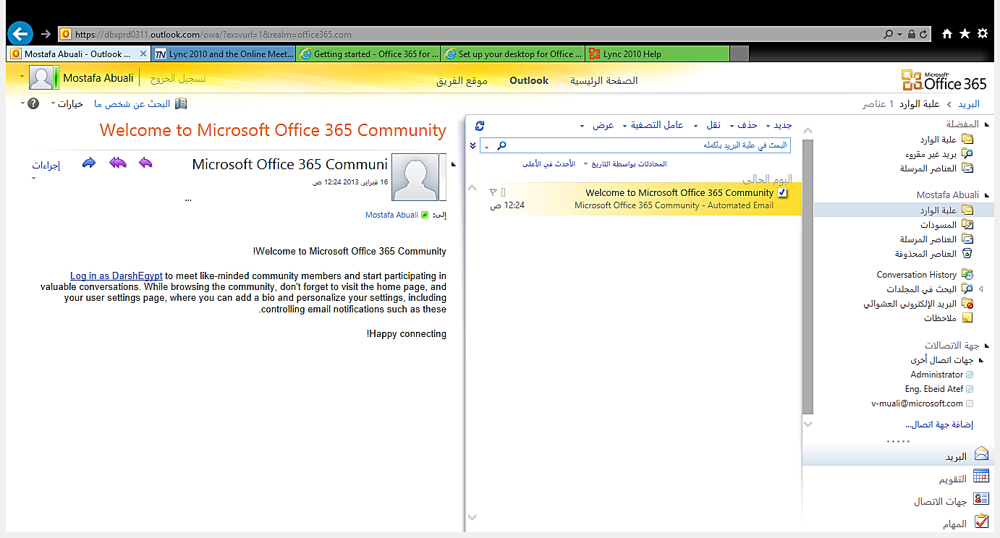 https://dbxprd0311.outlook.com/owa/?exsvurl=1&realm=office365.com
Mostafa Abuali - Outlook ...
Lync 2010 and the Online Meet...
Getting started - Office 365 for ...
Set up your desktop for Office ...
Lync 2010 Help
Microsoft Office 365
الصفحة الرئيسية
Outlook
موقع الفريق
تسجيل الخروج
Mostafa Abuali
البريد > علبة الوارد 1 عناصر
البحث عن شخص ما
خيارات
المفضلة
علبة الوارد
بريد غير مقروء
العناصر المرسلة
Mostafa Abuali
علبة الوارد
المسودات
العناصر المرسلة
العناصر المحذوفة
Conversation History
البحث في المجلدات
البريد الإلكتروني العشوائي
ملاحظات
جهة الاتصالات
جهات اتصال أخرى
Administrator
Eng. Ebeid Atef
v-muali@microsoft.com
إضافة جهة اتصال...
البريد
التقويم
جهات الاتصال
المهام
جديد حذف نقل عامل التصفية عرض
البحث في علبة البريد بأكمله
المحادثات بواسطة التاريخ الأحدث في الأعلى
اليوم الحالي
Welcome to Microsoft Office 365 Community
Microsoft Office 365 Community - Automated Email
12:24 ص
Welcome to Microsoft Office 365 Community
Microsoft Office 365 Communi
إجراءات
16 فبراير, 2013 12:24 ص
...
إلى: Mostafa Abuali
!Welcome to Microsoft Office 365 Community
Log in as DarshEgypt to meet like-minded community members and start participating in
valuable conversations. While browsing the community, don't forget to visit the home page, and
your user settings page, where you can add a bio and personalize your settings, including
.controlling email notifications such as these
!Happy connecting